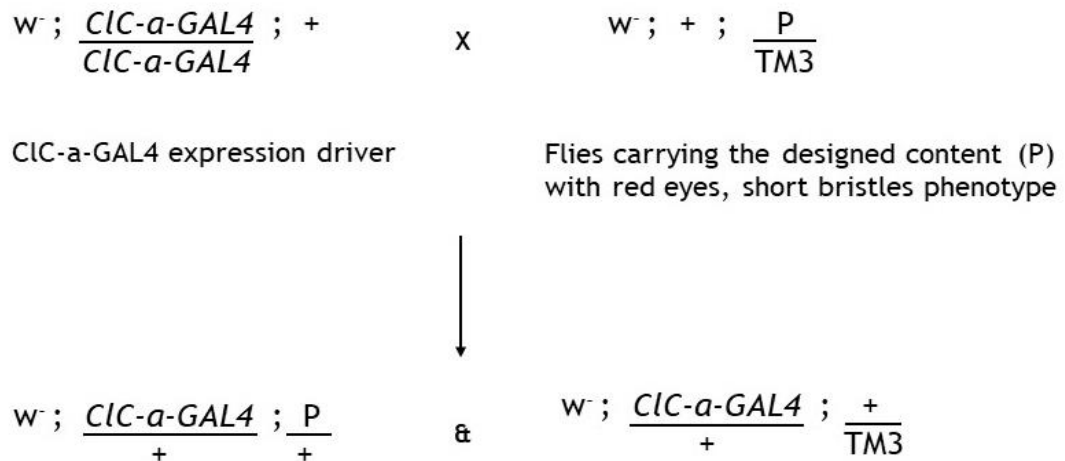 w⁻ ; ClC-a-GAL4 ; + X w⁻ ; + ; P
ClC-a-GAL4 TM3
ClC-a-GAL4 expression driver
Flies carrying the designed content (P)
with red eyes, short bristles phenotype
w⁻ ; ClC-a-GAL4 ; P & w⁻ ; ClC-a-GAL4 ; +
+ + + TM3